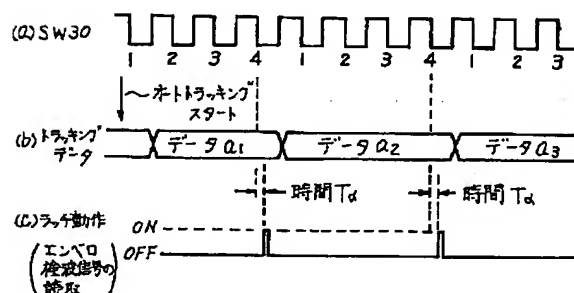 (a) SW30
1 2 3 4 1 2 3 4 1 2 3
オートトラッキング
スタート
(b) トラッキング
データ
データ a1 データ a2 データ a3
時間 Td 時間 Td
(C) ラッチ動作
ON
OFF
(エンベロ
検波信号の
読取)